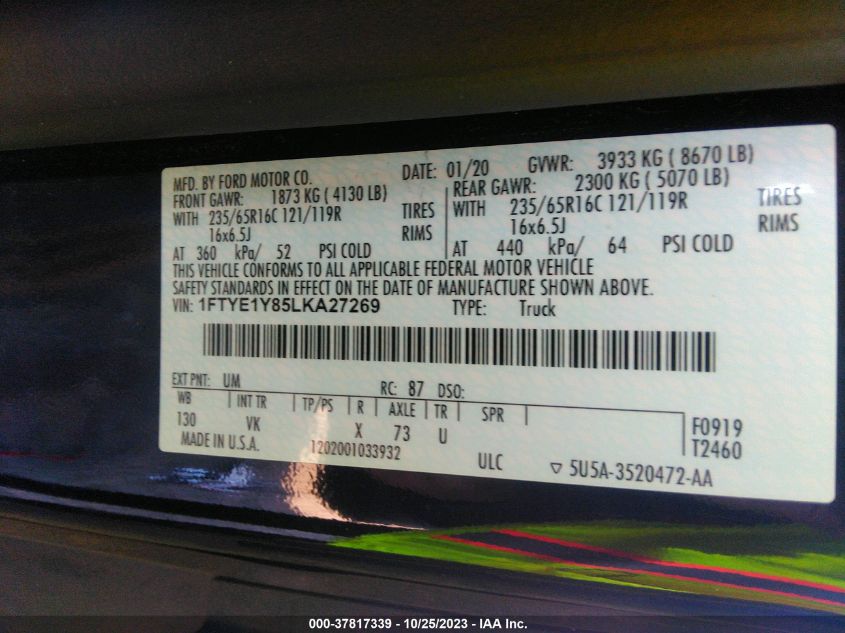 MFD. BY FORD MOTOR CO. DATE: 01/20 GVWR: 3933 KG ( 8670 LB)
FRONT GAWR: 1873 KG ( 4130 LB) REAR GAWR: 2300 KG ( 5070 LB)
WITH 235/65R16C 121/119R TIRES WITH 235/65R16C 121/119R TIRES
16x6.5J RIMS 16x6.5J RIMS
AT 360 kPa/ 52 PSI COLD AT 440 kPa/ 64 PSI COLD
THIS VEHICLE CONFORMS TO ALL APPLICABLE FEDERAL MOTOR VEHICLE
SAFETY STANDARDS IN EFFECT ON THE DATE OF MANUFACTURE SHOWN ABOVE.
VIN: 1FTYE1Y85LKA27269 TYPE: Truck
EXT PNT: UM RC: 87 DSO:
WB INT TR TP/PS R AXLE TR SPR
130 VK X 73 U F0919
MADE IN U.S.A. 1202001033932 T2460
ULC ▽ 5U5A-3520472-AA
000-37817339 - 10/25/2023 - IAA Inc.